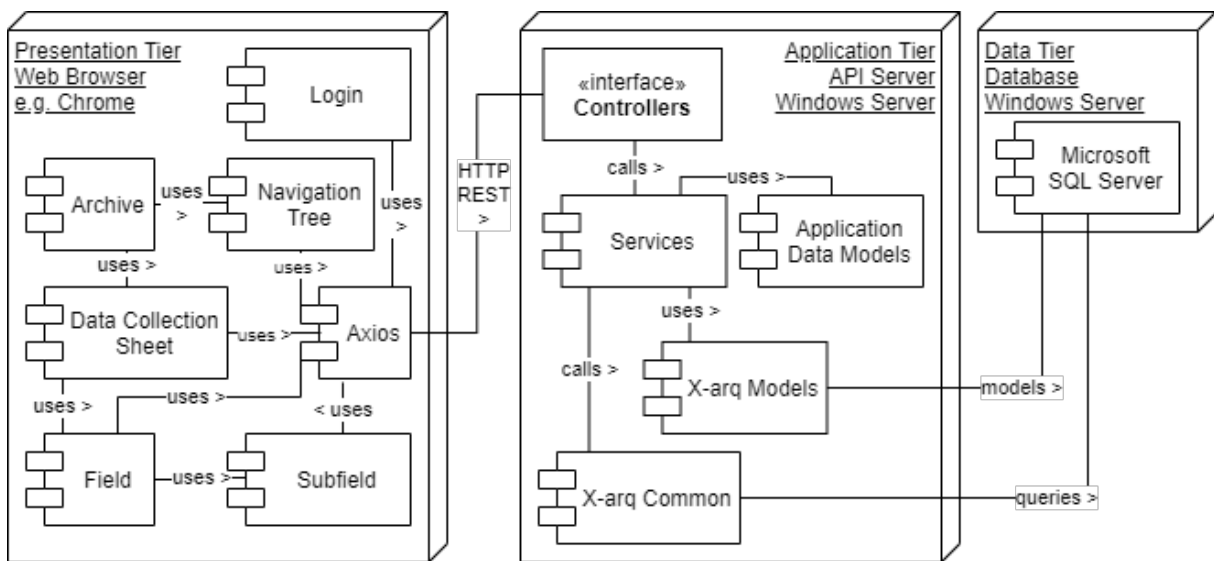 Presentation Tier
Web Browser
e.g. Chrome
Login
Archive
uses
>
Navigation
Tree
uses
>
uses >
uses >
Data Collection
Sheet
uses >
Axios
uses >
uses >
< uses
Field
uses >
Subfield
HTTP
REST
>
Application Tier
API Server
Windows Server
«interface»
Controllers
calls >
uses >
Services
Application
Data Models
uses >
calls >
X-arq Models
X-arq Common
models >
queries >
Data Tier
Database
Windows Server
Microsoft
SQL Server